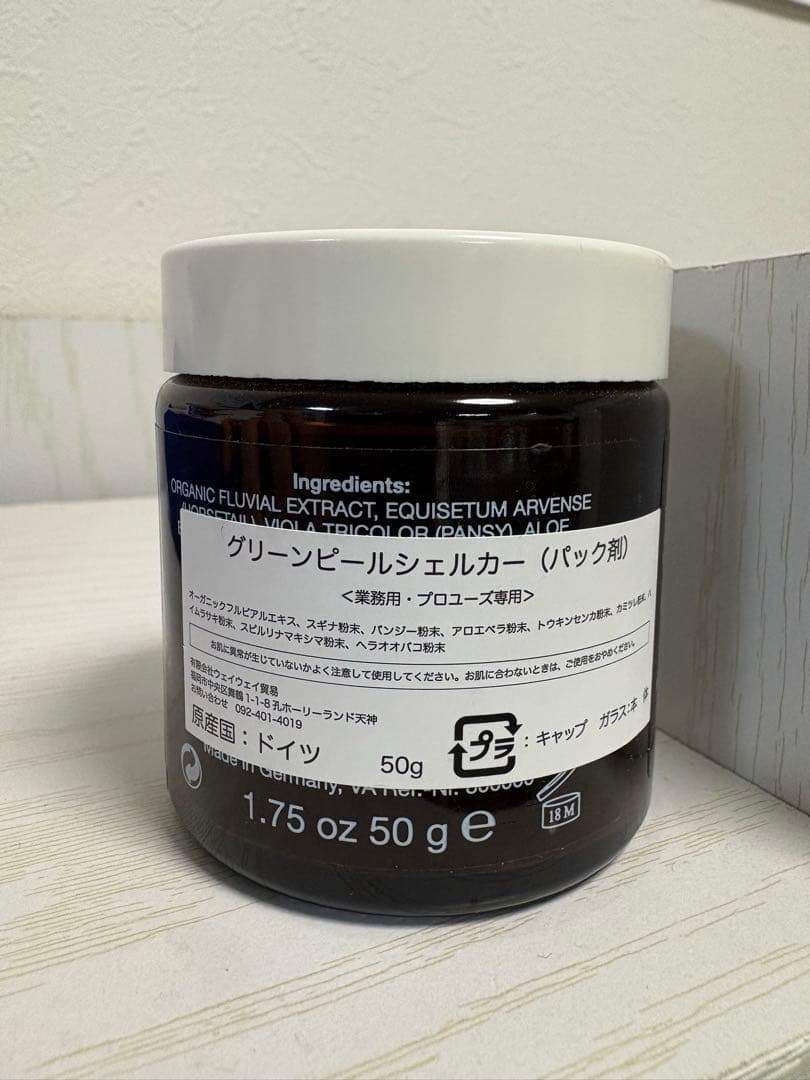 Ingredients:
ORGANIC FLUVIAL EXTRACT, EQUISETUM ARVENSE
(HORSETAIL), VIOLA TRICOLOR (PANSY), ALOE
グリーンピールシェルカー（パック剤）
＜業務用・プロユーズ専用＞
オーガニックフルビアルエキス、スギナ粉末、パンジー粉末、アロエベラ粉末、トウキンセンカ粉末、カミツレ粉末、ハ
イムラサキ粉末、スピルリナマキシマ粉末、ヘラオオバコ粉末
お肌に異常が生じていないかよく注意して使用してください。お肌に合わないときは、ご使用をおやめください。
有限会社ウェイウェイ貿易
福岡市中央区舞鶴1-1-8 孔ホーリーランド天神
お問い合わせ 092-401-4019
原産国：ドイツ
50g
プラ
：キャップ ガラス:本 体
Made in Germany, VA Ref.-Nr.
1.75 oz 50 g e
18 M